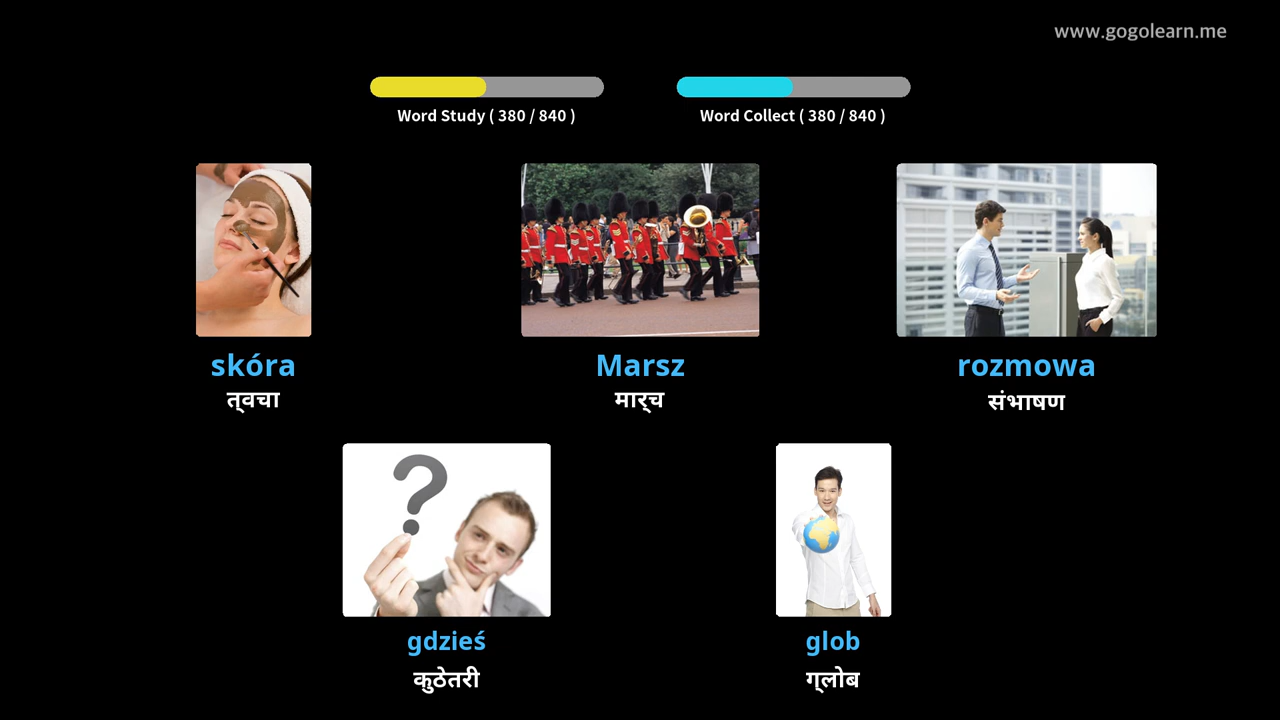 www.gogolearn.me
Word Study ( 380 / 840 )
Word Collect ( 380 / 840 )
skóra
त्वचा
Marsz
मार्च
rozmowa
संभाषण
gdzieś
कुठेतरी
glob
ग्लोब